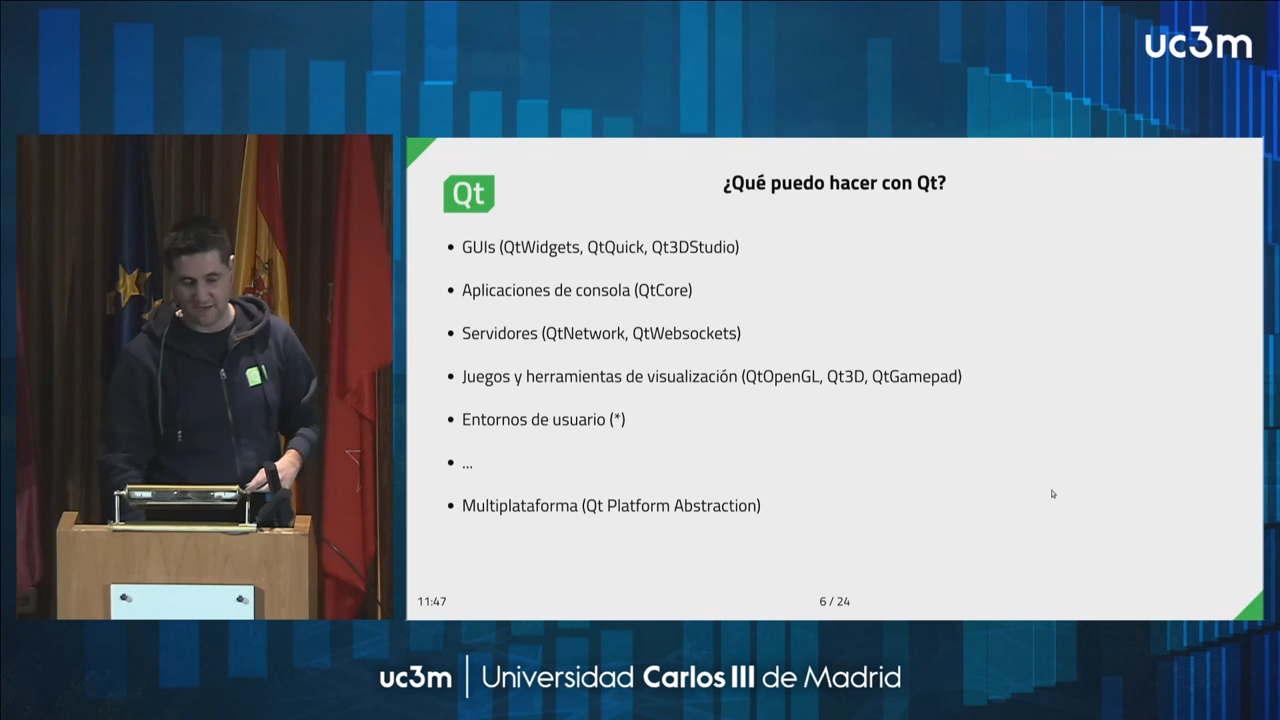 uc3m
Qt
¿Qué puedo hacer con Qt?
• GUIs (QtWidgets, QtQuick, Qt3DStudio)
• Aplicaciones de consola (QtCore)
• Servidores (QtNetwork, QtWebsockets)
• Juegos y herramientas de visualización (QtOpenGL, Qt3D, QtGamepad)
• Entornos de usuario (*)
• ...
• Multiplataforma (Qt Platform Abstraction)
11:47
6 / 24
uc3m | Universidad Carlos III de Madrid